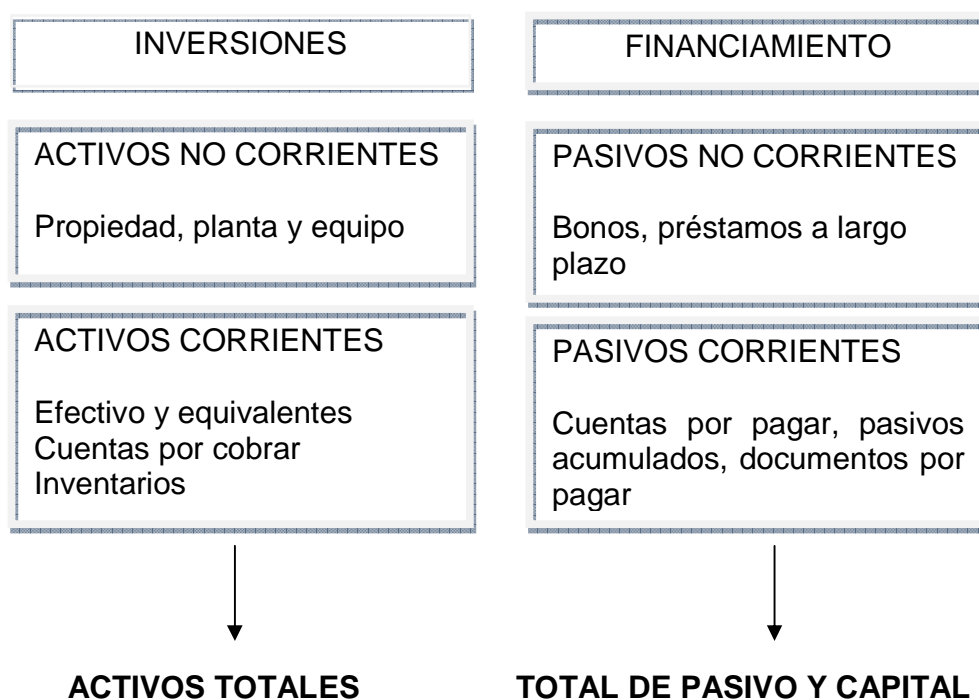 INVERSIONES
ACTIVOS NO CORRIENTES
Propiedad, planta y equipo
ACTIVOS CORRIENTES
Efectivo y equivalentes
Cuentas por cobrar
Inventarios
ACTIVOS TOTALES
FINANCIAMIENTO
PASIVOS NO CORRIENTES
Bonos, préstamos a largo
plazo
PASIVOS CORRIENTES
Cuentas por pagar, pasivos
acumulados, documentos por
pagar
TOTAL DE PASIVO Y CAPITAL